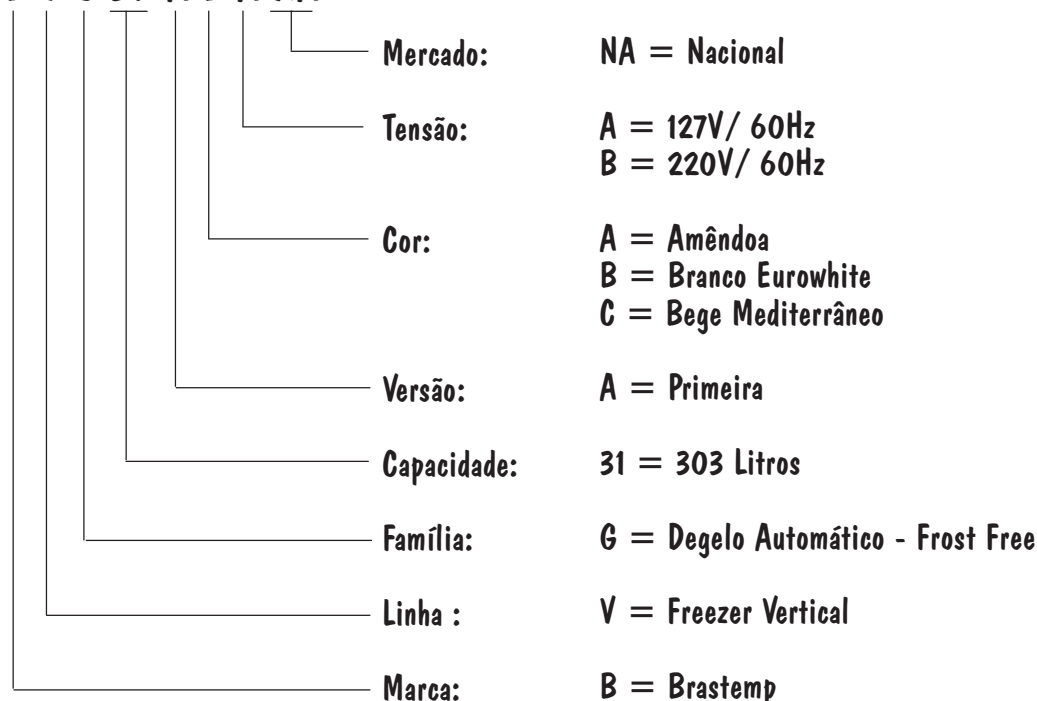 Mercado: NA = Nacional
Tensão: A = 127V/ 60Hz
B = 220V/ 60Hz
Cor: A = Amêndoa
B = Branco Eurowhite
C = Bege Mediterrâneo
Versão: A = Primeira
Capacidade: 31 = 303 Litros
Família: G = Degelo Automático - Frost Free
Linha : V = Freezer Vertical
Marca: B = Brastemp